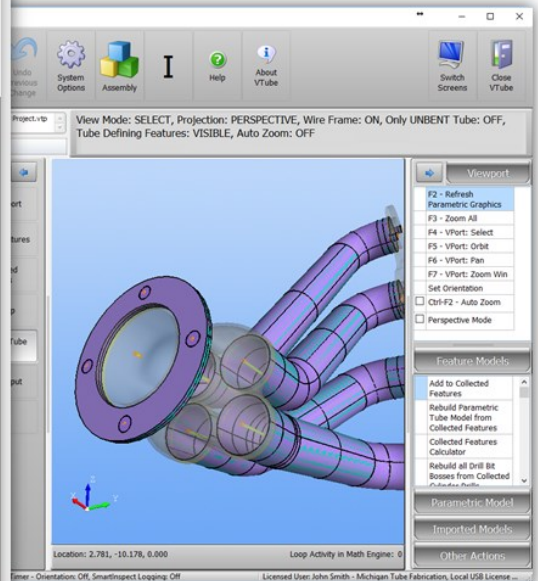 Undo
Previous
Change
System
Options
Assembly
Help
About
VTube
Switch
Screens
Close
VTube
Project.vtp
View Mode: SELECT, Projection: PERSPECTIVE, Wire Frame: ON, Only UNBENT Tube: OFF,
Tube Defining Features: VISIBLE, Auto Zoom: OFF
Viewport
F2 - Refresh
Parametric Graphics
F3 - Zoom All
F4 - VPort: Select
F5 - VPort: Orbit
F6 - VPort: Pan
F7 - VPort: Zoom Win
Set Orientation
Ctrl-F2 - Auto Zoom
Perspective Mode
Feature Models
Add to Collected
Features
Rebuild Parametric
Tube Model from
Collected Features
Collected Features
Calculator
Rebuild all Drill Bit
Bosses from Collected
Cylinder Drills
Parametric Model
Imported Models
Other Actions
ort
tures
ed
s
p
Tube
put
Z
X
Y
Location: 2.781, -10.178, 0.000
Loop Activity in Math Engine: 0
Timer - Orientation: Off, SmartInspect Logging: Off
Licensed User: John Smith - Michigan Tube Fabrication, Local USB License ...